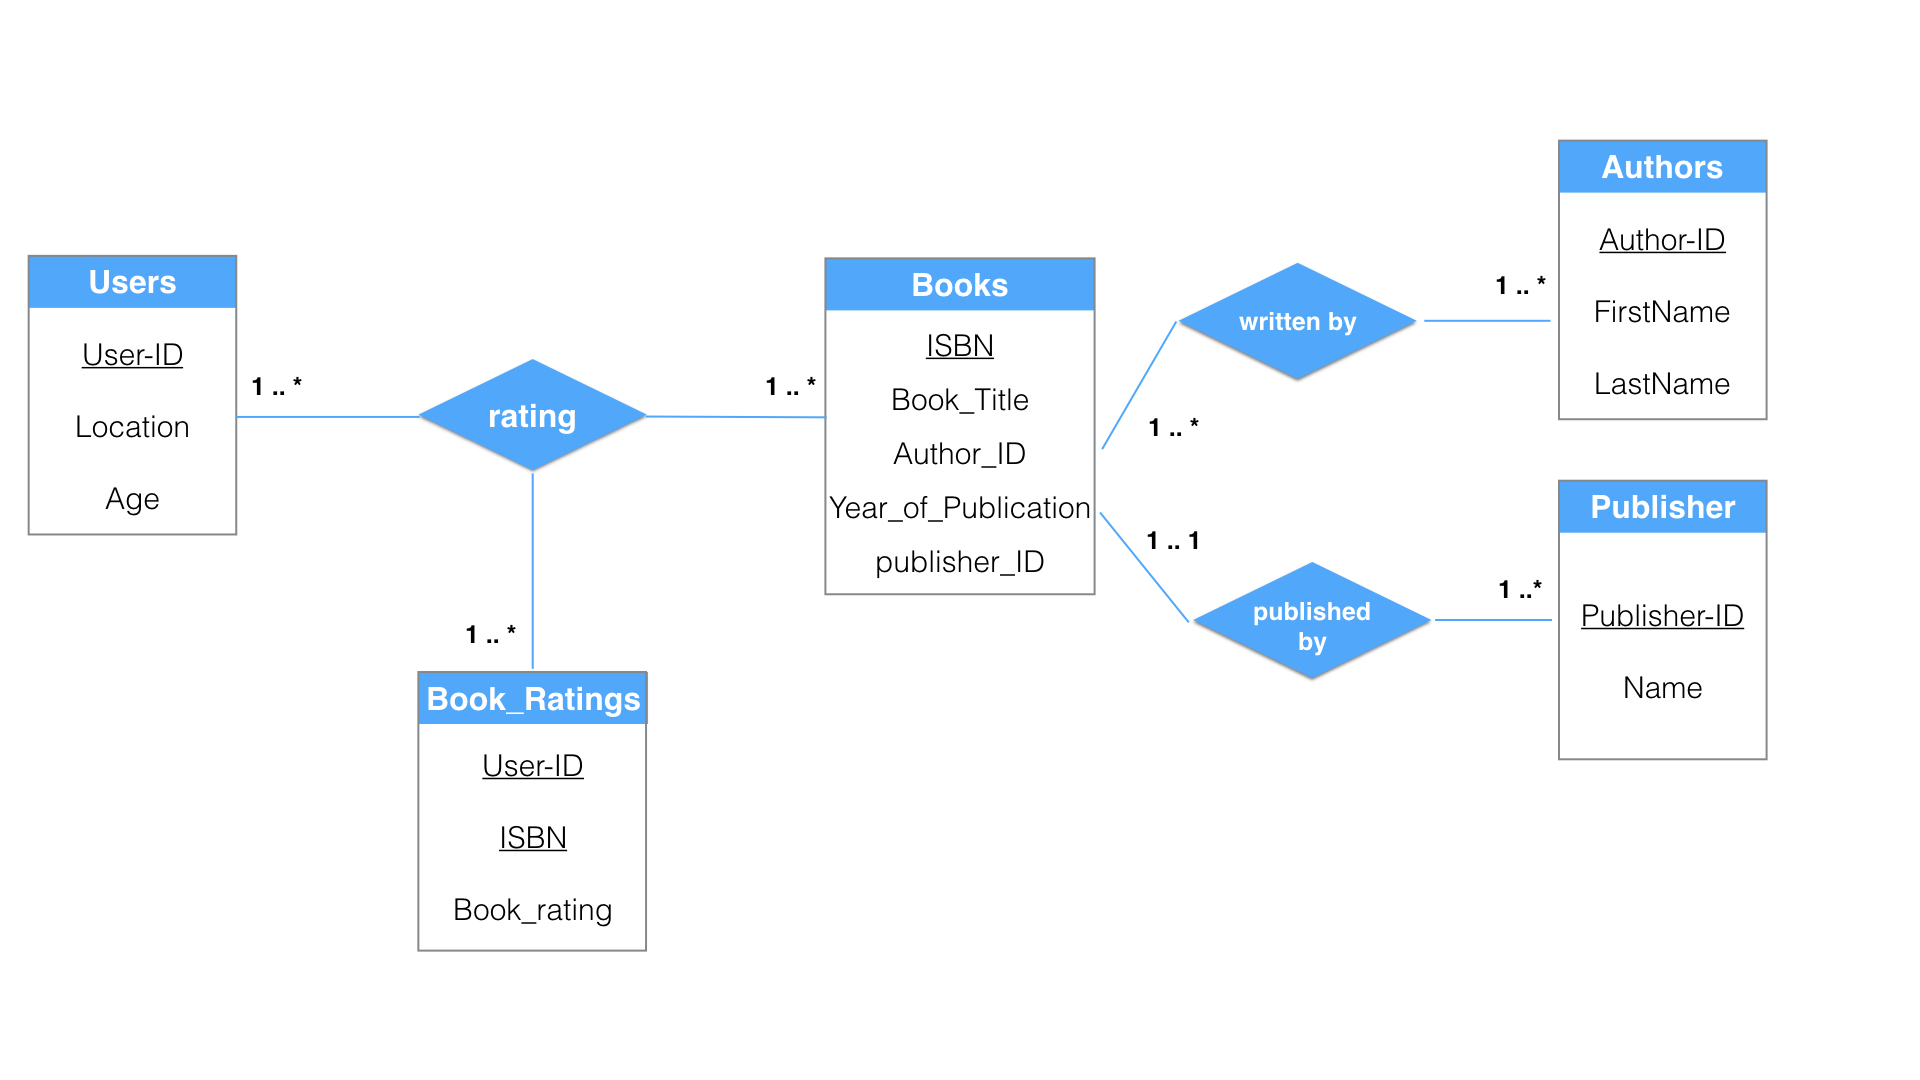 Users
User-ID
Location
Age
1 .. *
rating
1 .. *
1 .. *
Book_Ratings
User-ID
ISBN
Book_rating
Books
ISBN
Book_Title
Author_ID
Year_of_Publication
publisher_ID
1 .. *
written by
1 .. *
Authors
Author-ID
FirstName
LastName
1 .. 1
published
by
1 ..*
Publisher
Publisher-ID
Name